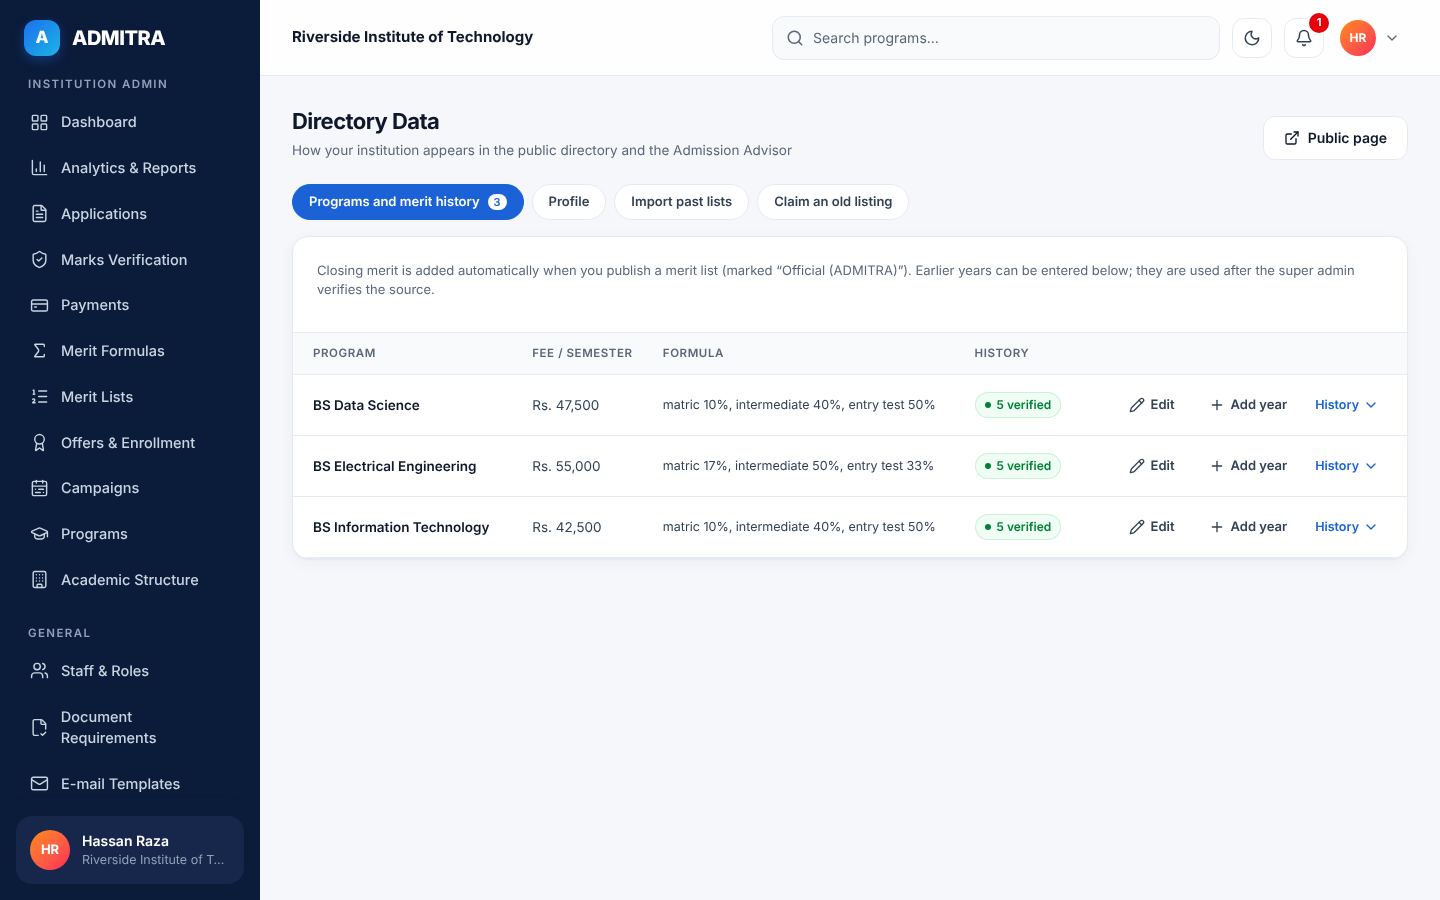 A ADMITRA
INSTITUTION ADMIN
Dashboard
Analytics & Reports
Applications
Marks Verification
Payments
Merit Formulas
Merit Lists
Offers & Enrollment
Campaigns
Programs
Academic Structure
GENERAL
Staff & Roles
Document
Requirements
E-mail Templates
HR Hassan Raza
Riverside Institute of T...
Riverside Institute of Technology
Search programs...
1
HR
Directory Data
How your institution appears in the public directory and the Admission Advisor
Public page
Programs and merit history 3 Profile Import past lists Claim an old listing
Closing merit is added automatically when you publish a merit list (marked “Official (ADMITRA)”). Earlier years can be entered below; they are used after the super admin
verifies the source.
PROGRAM FEE / SEMESTER FORMULA HISTORY
BS Data Science Rs. 47,500 matric 10%, intermediate 40%, entry test 50% 5 verified Edit Add year History
BS Electrical Engineering Rs. 55,000 matric 17%, intermediate 50%, entry test 33% 5 verified Edit Add year History
BS Information Technology Rs. 42,500 matric 10%, intermediate 40%, entry test 50% 5 verified Edit Add year History